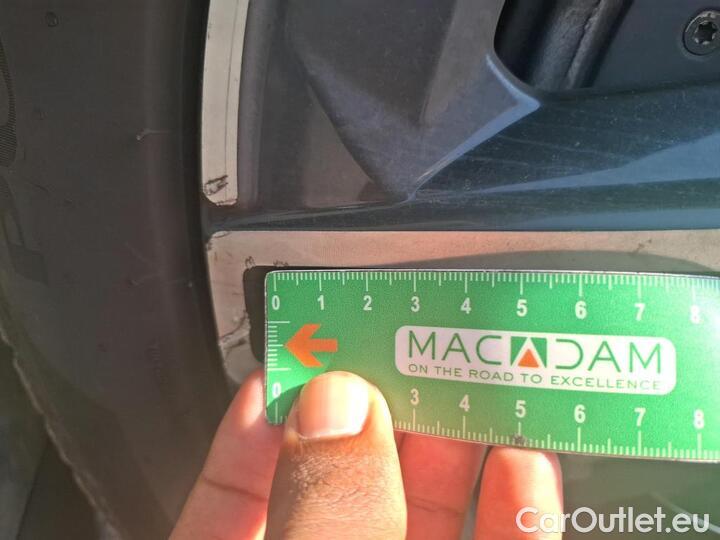 0 1 2 3 4 5 6 7 8
MACADAM
ON THE ROAD TO EXCELLENCE
0 3 4 5 6 7 8
CarOutlet.eu